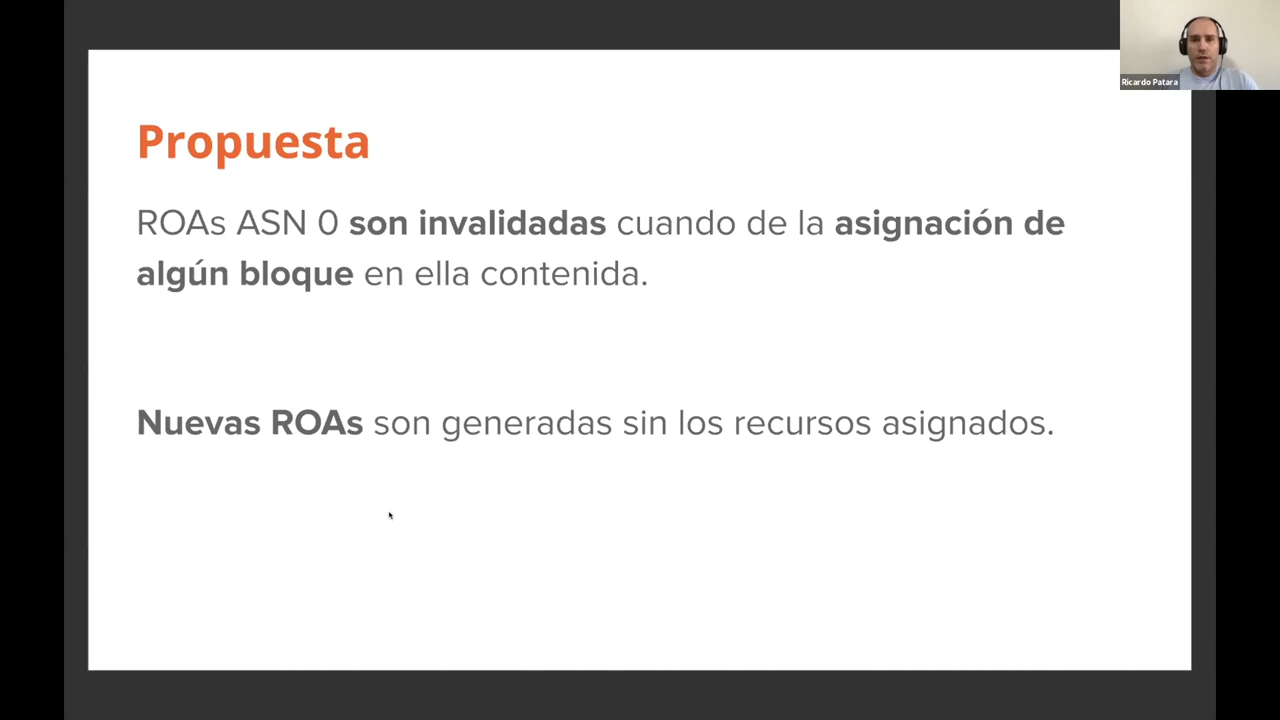 Ricardo Patara
Propuesta
ROAs ASN 0 son invalidadas cuando de la asignación de
algún bloque en ella contenida.
Nuevas ROAs son generadas sin los recursos asignados.